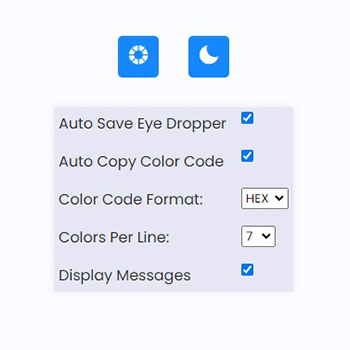 Auto Save Eye Dropper
Auto Copy Color Code
Color Code Format: HEX
Colors Per Line: 7
Display Messages